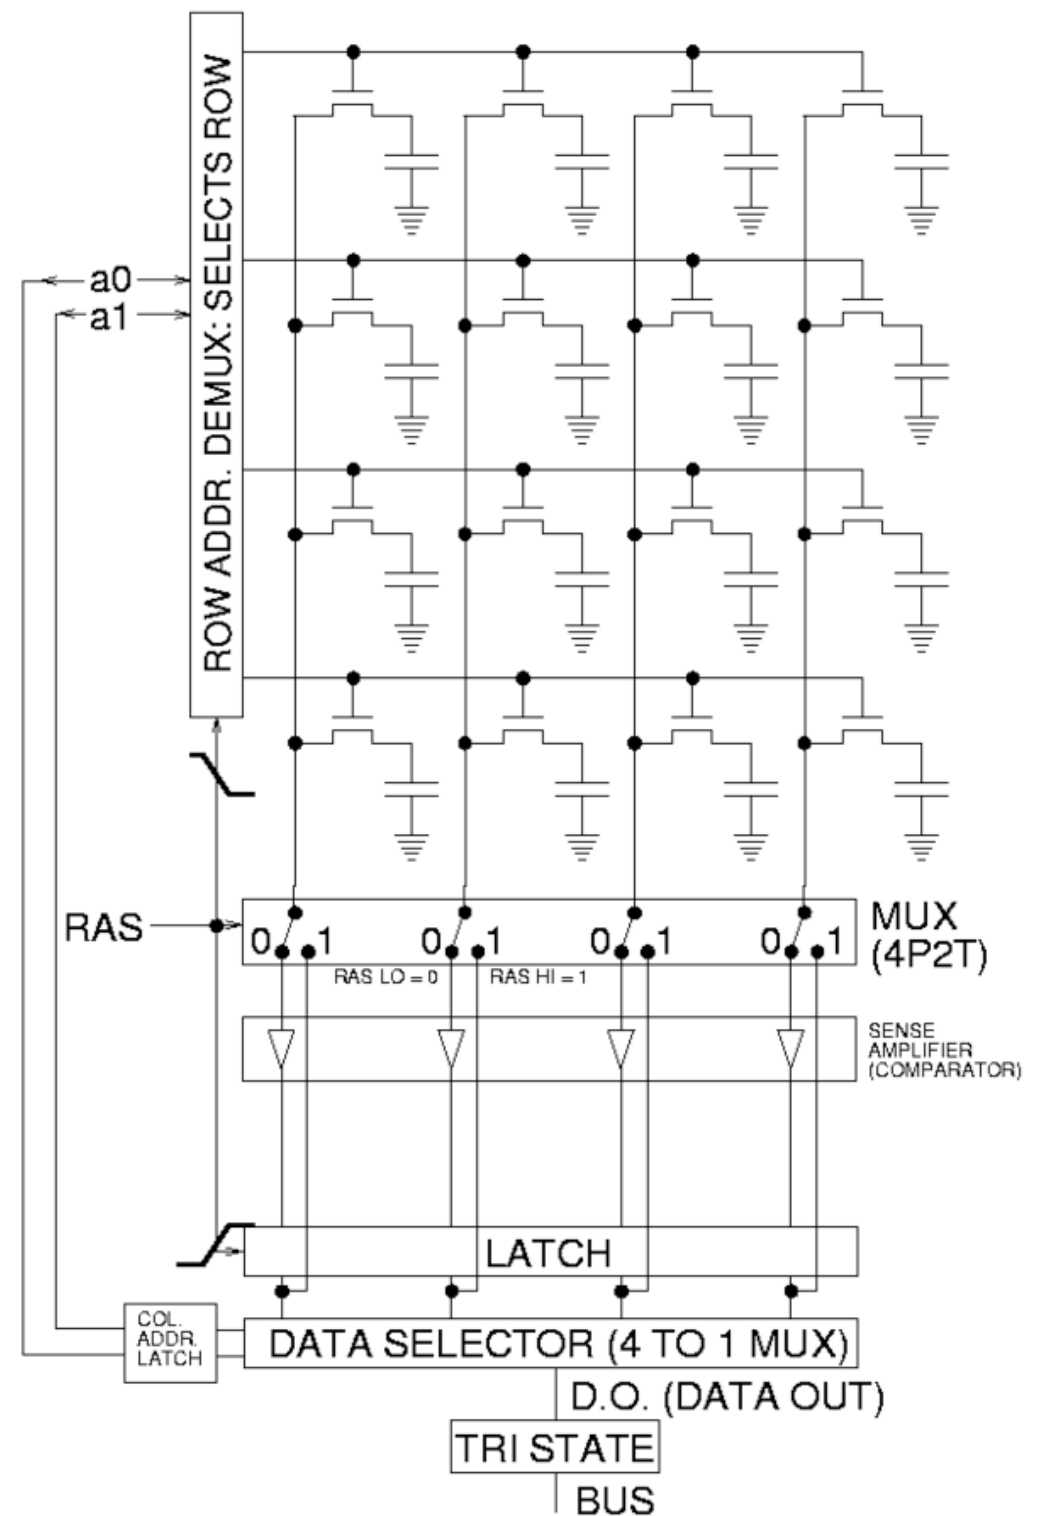 ROW ADDR. DEMUX: SELECTS ROW
a0
a1
RAS
0 1 0 1 0 1 0 1
MUX
(4P2T)
RAS LO = 0 RAS HI = 1
SENSE
AMPLIFIER
(COMPARATOR)
LATCH
COL.
ADDR.
LATCH
DATA SELECTOR (4 TO 1 MUX)
D.O. (DATA OUT)
TRI STATE
BUS